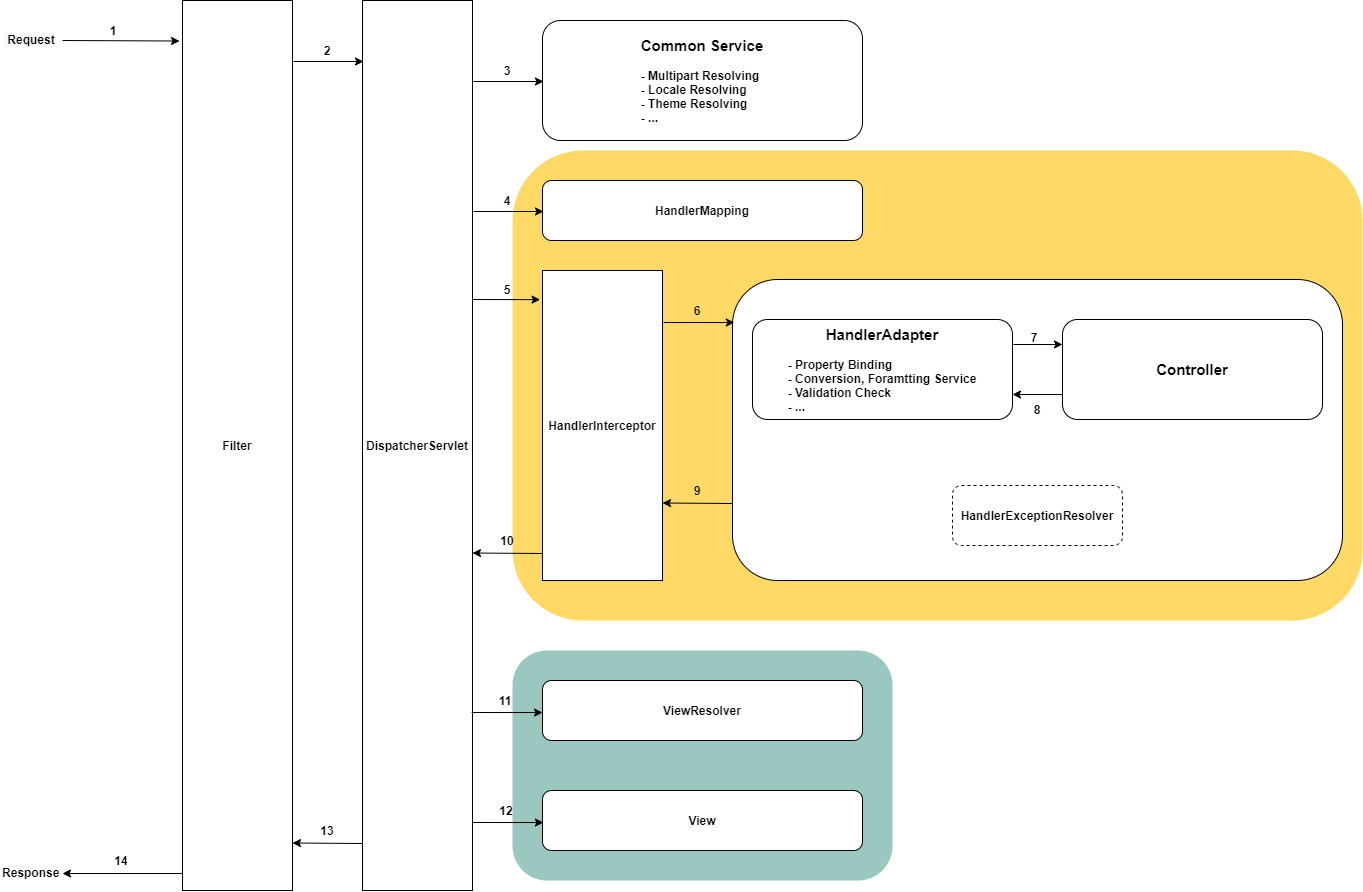 1
Request
2
3
Common Service
- Multipart Resolving
- Locale Resolving
- Theme Resolving
- ...
4
HandlerMapping
5
6
HandlerAdapter
- Property Binding
- Conversion, Foramtting Service
- Validation Check
- ...
7
8
Controller
Filter
DispatcherServlet
HandlerInterceptor
9
HandlerExceptionResolver
10
11
ViewResolver
12
View
13
14
Response